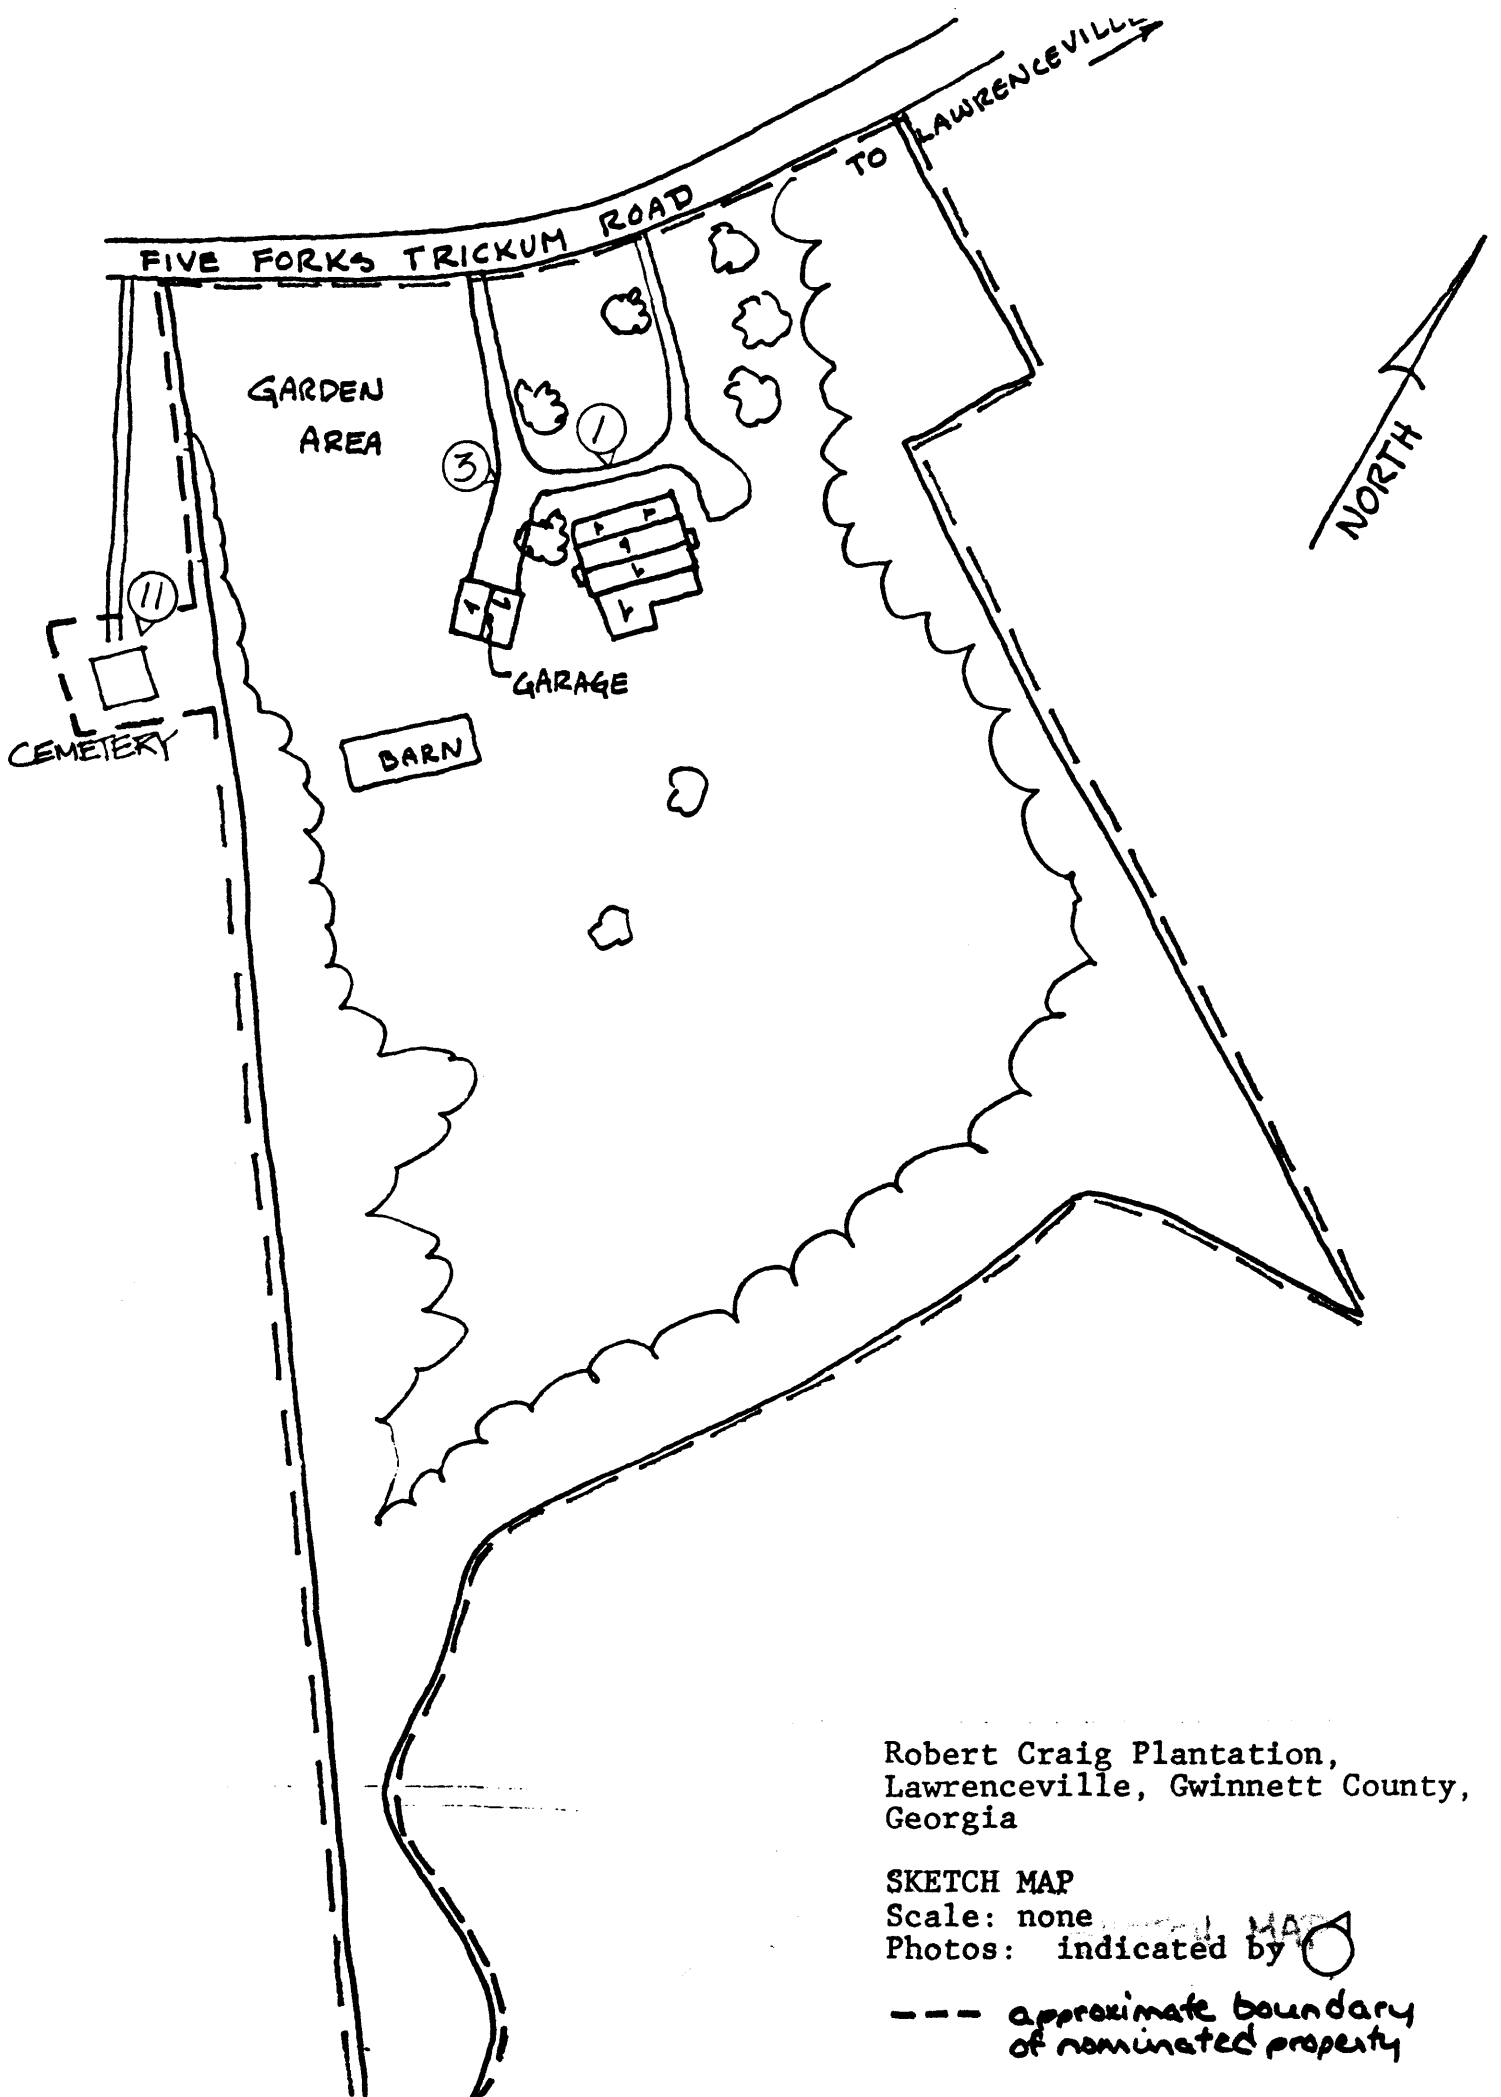 TO LAWRENCEVILLE
FIVE FORKS TRICKUM ROAD
GARDEN
AREA
1
3
11
NORTH
GARAGE
CEMETERY
BARN
Robert Craig Plantation,
Lawrenceville, Gwinnett County,
Georgia
SKETCH MAP
Scale: none
MAP
Photos: indicated by
approximate boundary
of nominated property